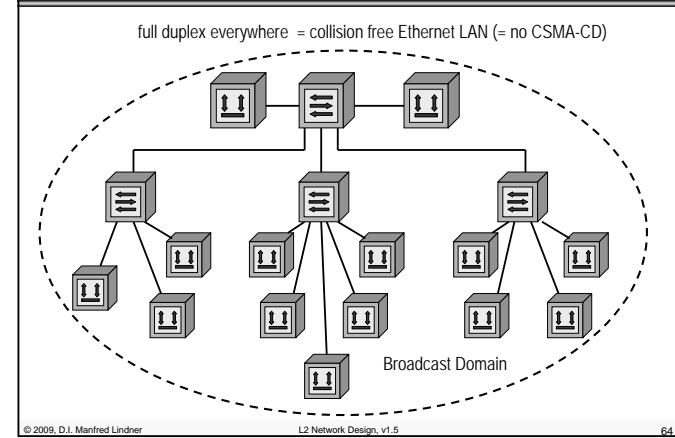 full duplex everywhere = collision free Ethernet LAN (= no CSMA-CD)
Broadcast Domain
© 2009, D.I. Manfred Lindner
L2 Network Design, v1.5
64